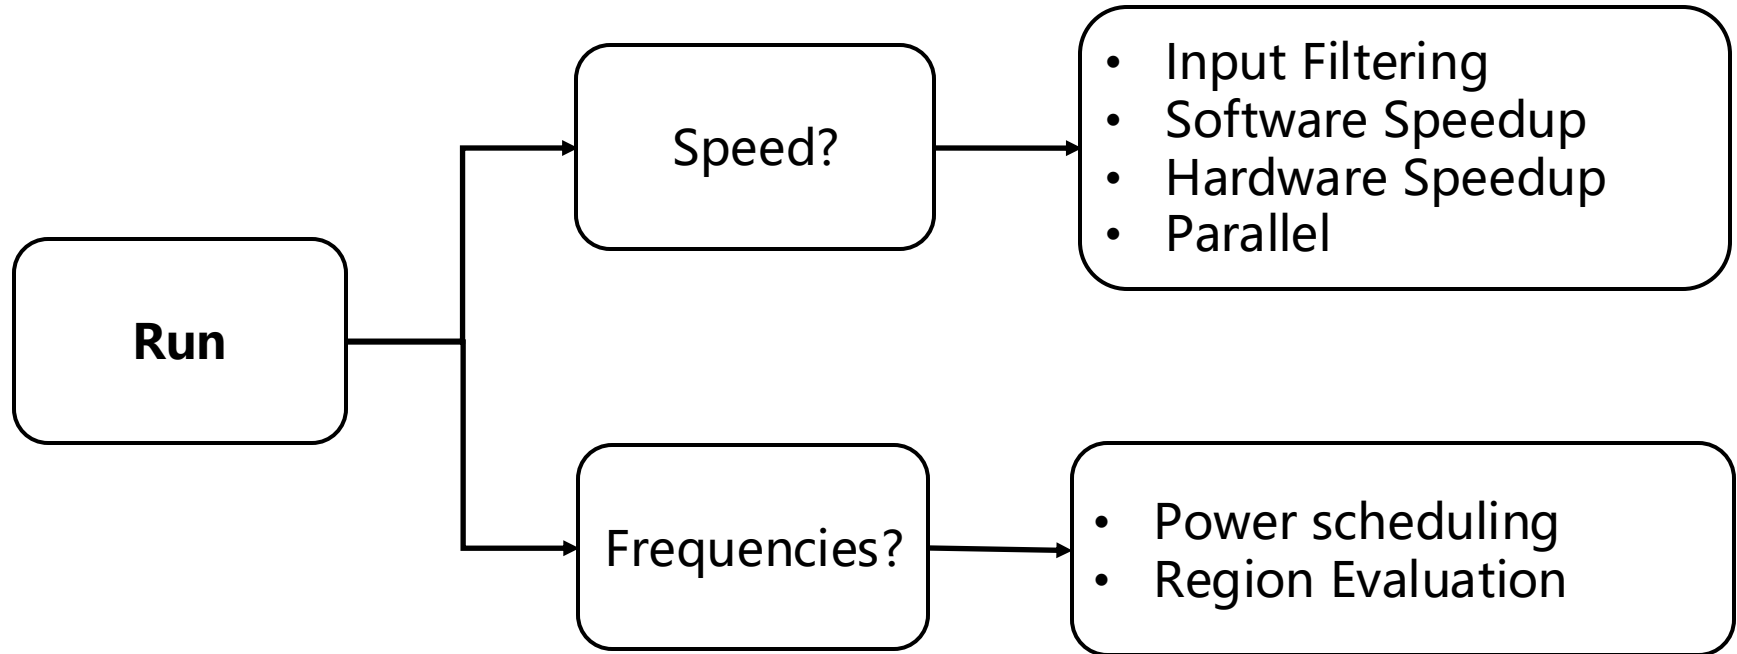 Run
Speed?
• Input Filtering
• Software Speedup
• Hardware Speedup
• Parallel
Frequencies?
• Power scheduling
• Region Evaluation